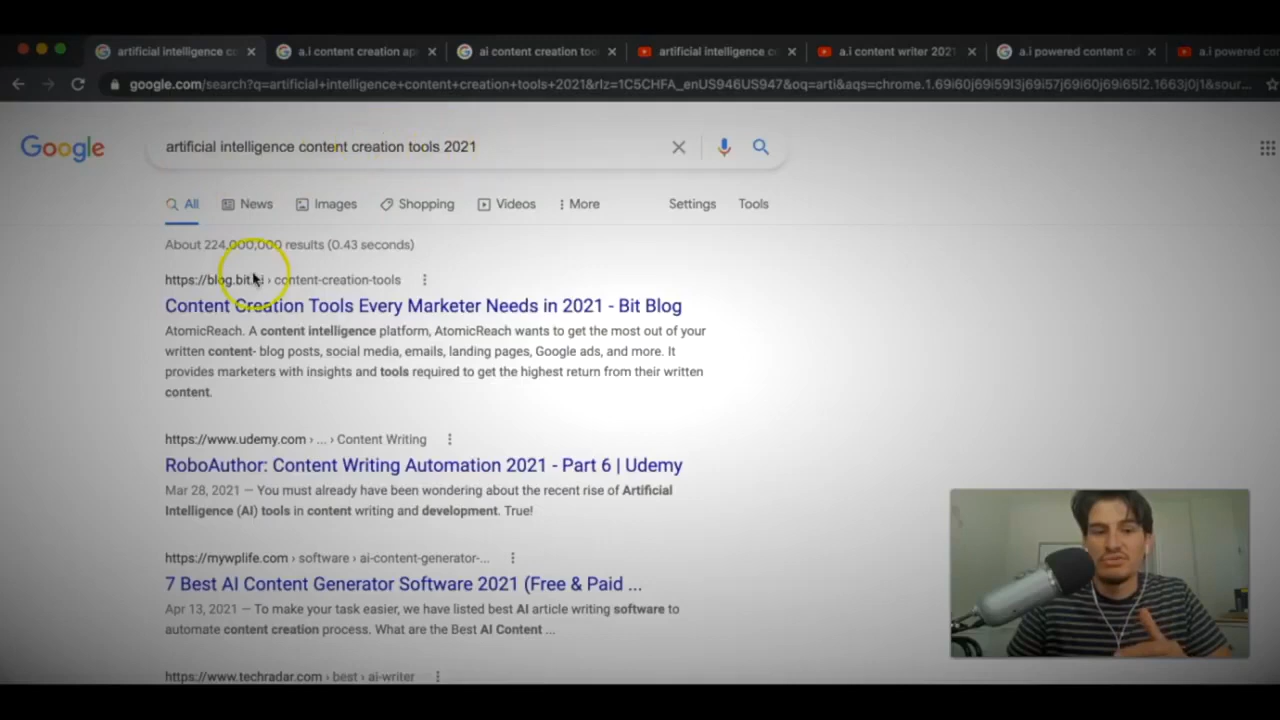 artificial intelligence c
a.i content creation ap
ai content creation too
artificial intelligence c
a.i content writer 2021
a.i powered content c
a.i powered
google.com/search?q=artificial+intelligence+content+creation+tools+2021&rlz=1C5CHFA_enUS946US947&oq=arti&aqs=chrome.1.69i60j69i59l3j69i57j69i60j69i65l2.1663j0j1&sour...
Google
artificial intelligence content creation tools 2021
All News Images Shopping Videos More Settings Tools
About 224,000,000 results (0.43 seconds)
https://blog.bit.ai › content-creation-tools
Content Creation Tools Every Marketer Needs in 2021 - Bit Blog
AtomicReach. A content intelligence platform, AtomicReach wants to get the most out of your
written content- blog posts, social media, emails, landing pages, Google ads, and more. It
provides marketers with insights and tools required to get the highest return from their written
content.
https://www.udemy.com › ... › Content Writing
RoboAuthor: Content Writing Automation 2021 - Part 6 | Udemy
Mar 28, 2021 — You must already have been wondering about the recent rise of Artificial
Intelligence (AI) tools in content writing and development. True!
https://mywplife.com › software › ai-content-generator-...
7 Best AI Content Generator Software 2021 (Free & Paid ...
Apr 13, 2021 — To make your task easier, we have listed best AI article writing software to
automate content creation process. What are the Best AI Content ...
https://www.techradar.com › best › ai-writer